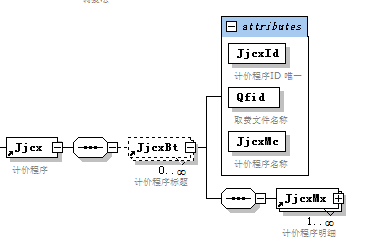 attributes
JjcxId
计价程序ID 唯一
Qfid
取费文件名称
JjcxMc
计价程序名称
Jjcx
计价程序
JjcxBt
0..∞
计价程序标题
JjcxMx
1..∞
计价程序明细